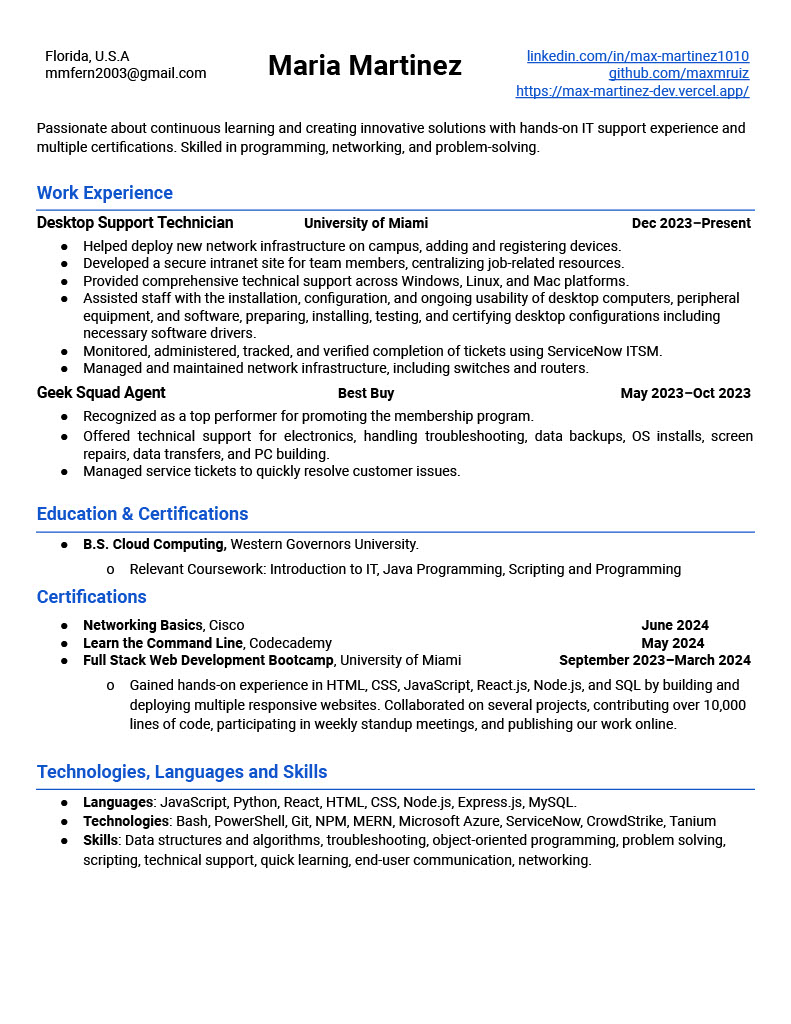 Florida, U.S.A
mmfern2003@gmail.com
Maria Martinez
linkedin.com/in/max-martinez1010
github.com/maxmruiz
https://max-martinez-dev.vercel.app/
Passionate about continuous learning and creating innovative solutions with hands-on IT support experience and
multiple certifications. Skilled in programming, networking, and problem-solving.
Work Experience
Desktop Support Technician University of Miami Dec 2023–Present
● Helped deploy new network infrastructure on campus, adding and registering devices.
● Developed a secure intranet site for team members, centralizing job-related resources.
● Provided comprehensive technical support across Windows, Linux, and Mac platforms.
● Assisted staff with the installation, configuration, and ongoing usability of desktop computers, peripheral
equipment, and software, preparing, installing, testing, and certifying desktop configurations including
necessary software drivers.
● Monitored, administered, tracked, and verified completion of tickets using ServiceNow ITSM.
● Managed and maintained network infrastructure, including switches and routers.
Geek Squad Agent Best Buy May 2023–Oct 2023
● Recognized as a top performer for promoting the membership program.
● Offered technical support for electronics, handling troubleshooting, data backups, OS installs, screen
repairs, data transfers, and PC building.
● Managed service tickets to quickly resolve customer issues.
Education & Certifications
● B.S. Cloud Computing, Western Governors University.
o Relevant Coursework: Introduction to IT, Java Programming, Scripting and Programming
Certifications
● Networking Basics, Cisco June 2024
● Learn the Command Line, Codecademy May 2024
● Full Stack Web Development Bootcamp, University of Miami September 2023–March 2024
o Gained hands-on experience in HTML, CSS, JavaScript, React.js, Node.js, and SQL by building and
deploying multiple responsive websites. Collaborated on several projects, contributing over 10,000
lines of code, participating in weekly standup meetings, and publishing our work online.
Technologies, Languages and Skills
● Languages: JavaScript, Python, React, HTML, CSS, Node.js, Express.js, MySQL.
● Technologies: Bash, PowerShell, Git, NPM, MERN, Microsoft Azure, ServiceNow, CrowdStrike, Tanium
● Skills: Data structures and algorithms, troubleshooting, object-oriented programming, problem solving,
scripting, technical support, quick learning, end-user communication, networking.